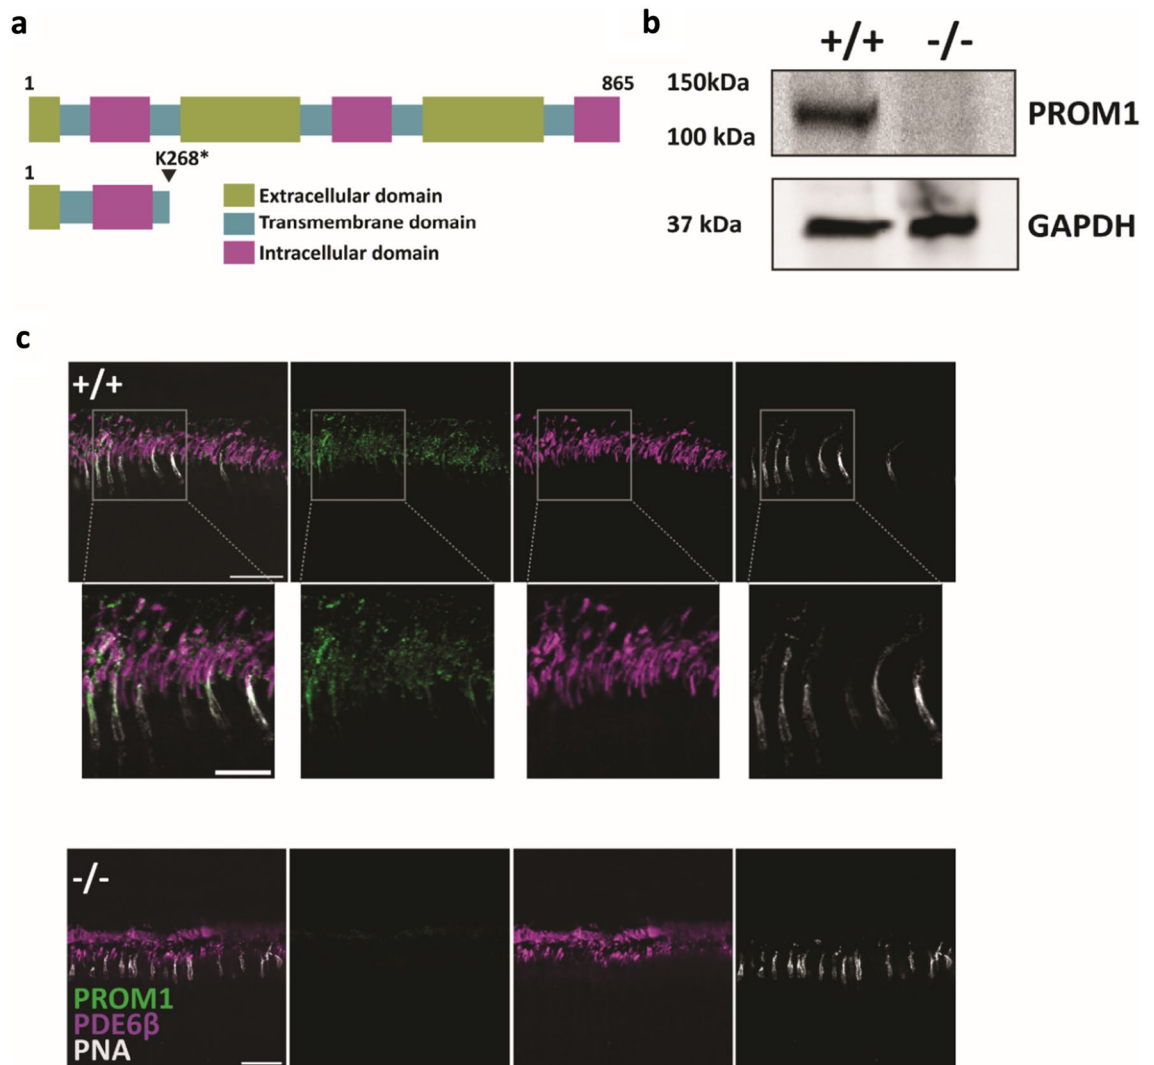 a
1
865
K268*
1
Extracellular domain
Transmembrane domain
Intracellular domain
b
+/+ -/-
150kDa
100 kDa
PROM1
37 kDa
GAPDH
c
+/+
-/-
PROM1
PDE6β
PNA